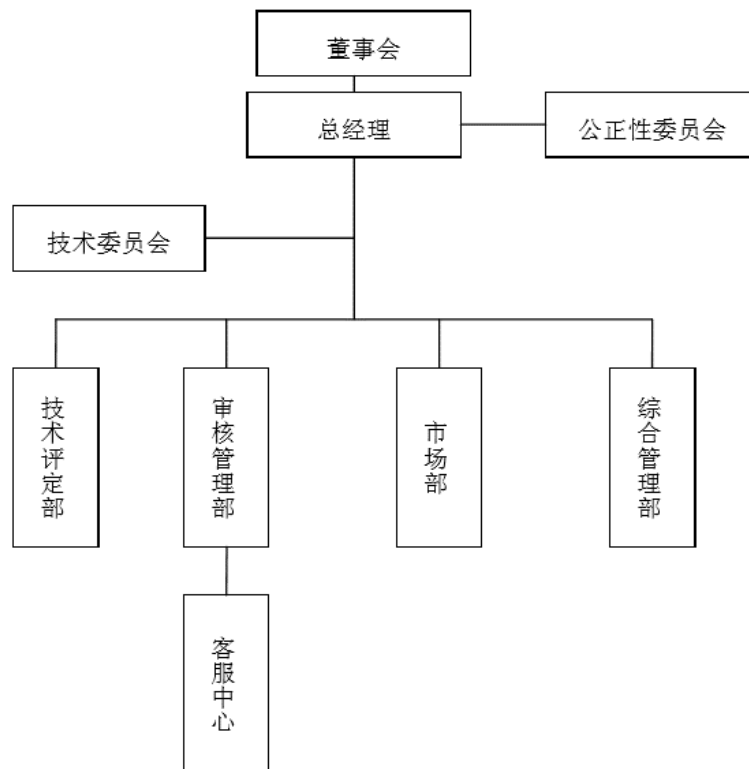 董事会
总经理
公正性委员会
技术委员会
技术评定部
审核管理部
市场部
综合管理部
客服中心